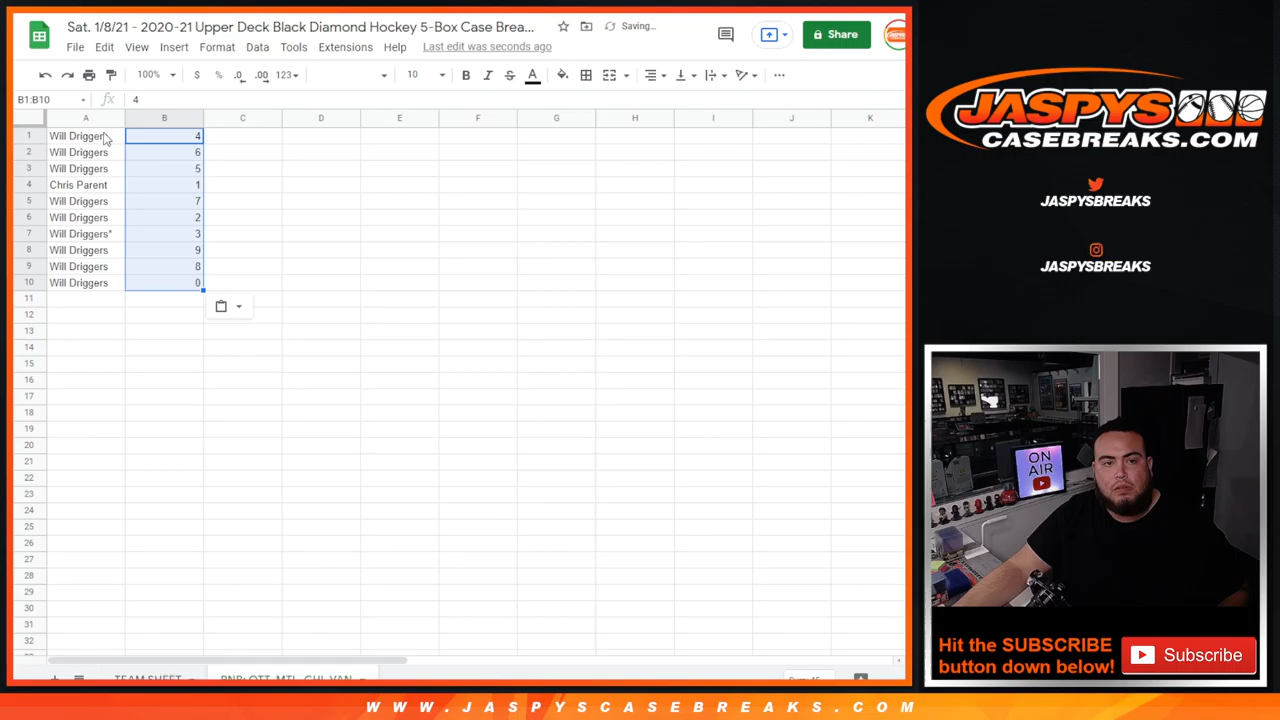 Sat. 1/8/21 - 2020-21 Upper Deck Black Diamond Hockey 5-Box Case Brea...
Saving...
Share
File Edit View Insert Format Data Tools Extensions Help Last edit was seconds ago
100% $ % .0 .00 123 10 B I S A
B1:B10 fx 4
A B C D E F G H I J K
1 Will Driggers 4
2 Will Driggers 6
3 Will Driggers 5
4 Chris Parent 1
5 Will Driggers 7
6 Will Driggers 2
7 Will Driggers* 3
8 Will Driggers 9
9 Will Driggers 8
10 Will Driggers 0
11
12
13
14
15
16
17
18
19
20
21
22
23
24
25
26
27
28
29
30
31
32
TEAM SHEET
JASPYS
CASEBREAKS.COM
JASPYSBREAKS
JASPYSBREAKS
ON
AIR
Hit the SUBSCRIBE
button down below!
Subscribe
WWW.JASPYSCASEBREAKS.COM